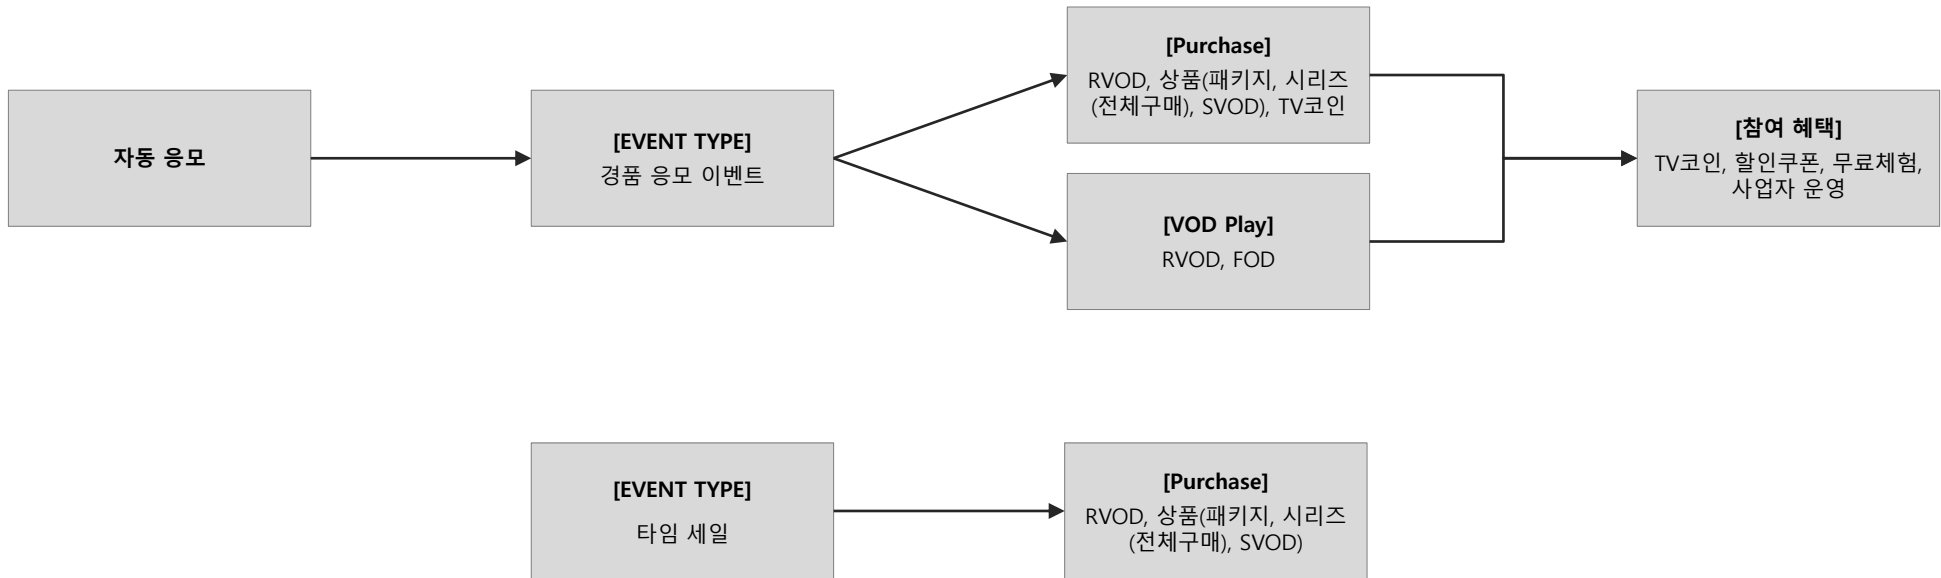 자동 응모
[EVENT TYPE]
경품 응모 이벤트
[Purchase]
RVOD, 상품(패키지, 시리즈
(전체구매), SVOD), TV코인
[VOD Play]
RVOD, FOD
[참여 혜택]
TV코인, 할인쿠폰, 무료체험,
사업자 운영
[EVENT TYPE]
타임 세일
[Purchase]
RVOD, 상품(패키지, 시리즈
(전체구매), SVOD)